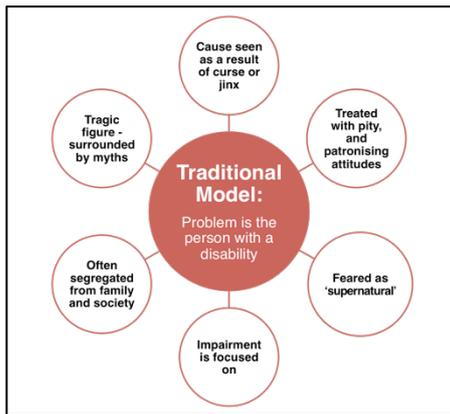 Cause seen
as a result
of curse or
jinx
Treated
with pity,
and
patronising
attitudes
Feared as
‘supernatural’
Impairment
is focused
on
Often
segregated
from family
and society
Tragic
figure -
surrounded
by myths
Traditional
Model:
Problem is the
person with a
disability